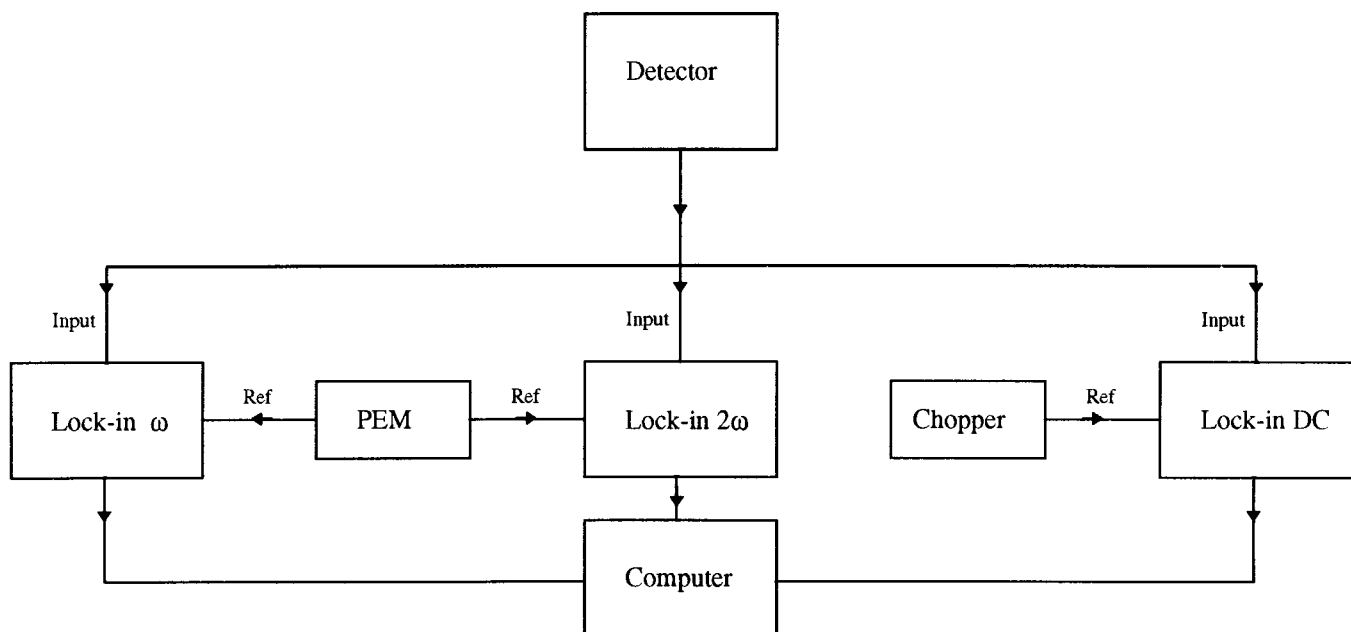 Detector
Input
Input
Input
Lock-in ω
Ref
PEM
Ref
Lock-in 2ω
Chopper
Ref
Lock-in DC
Computer